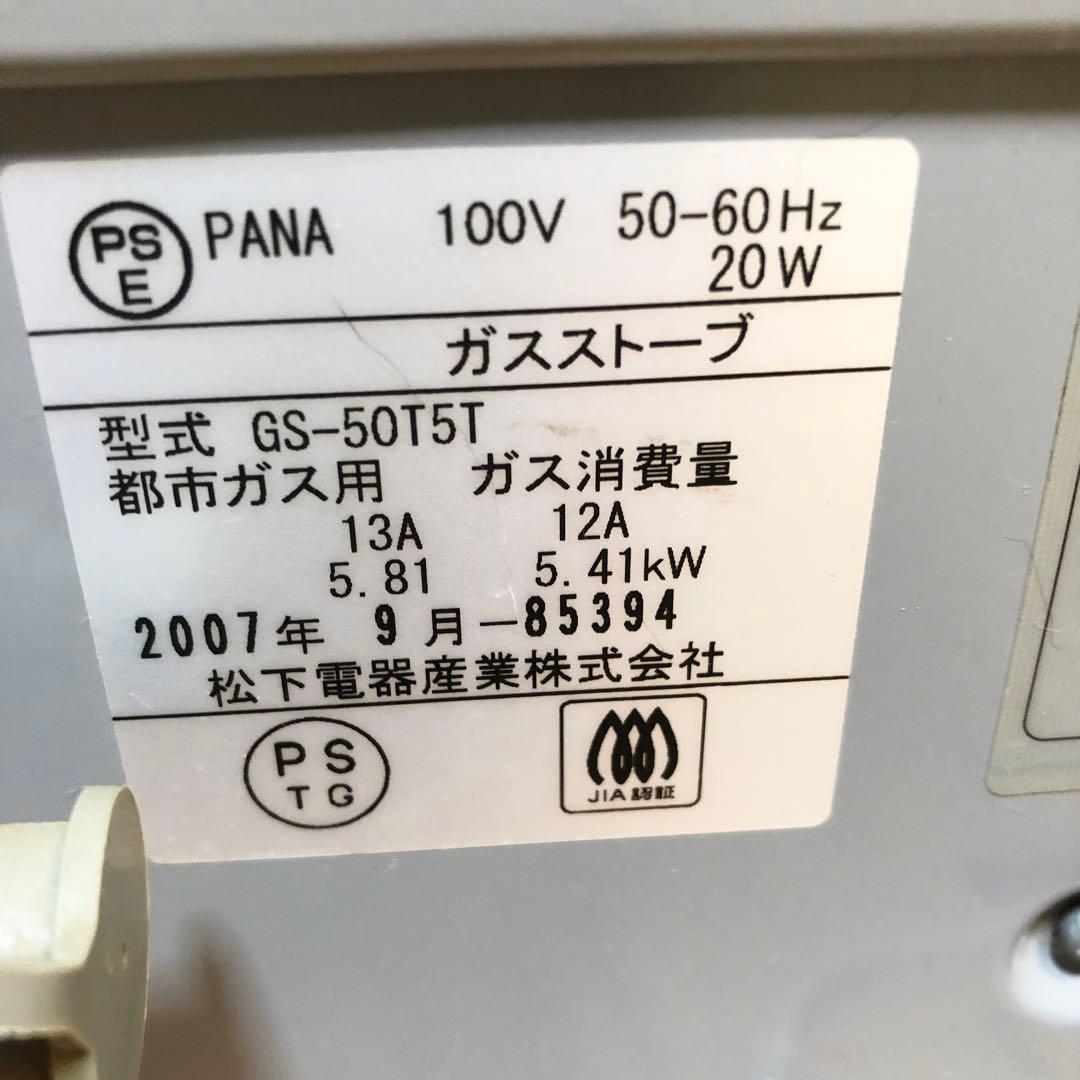 PS
E
PANA 100V 50-60Hz
20W
ガスストーブ
型式 GS-50T5T
都市ガス用 ガス消費量
13A 12A
5.81 5.41kW
2007年 9月-85394
松下電器産業株式会社
PS
TG
JIA認証